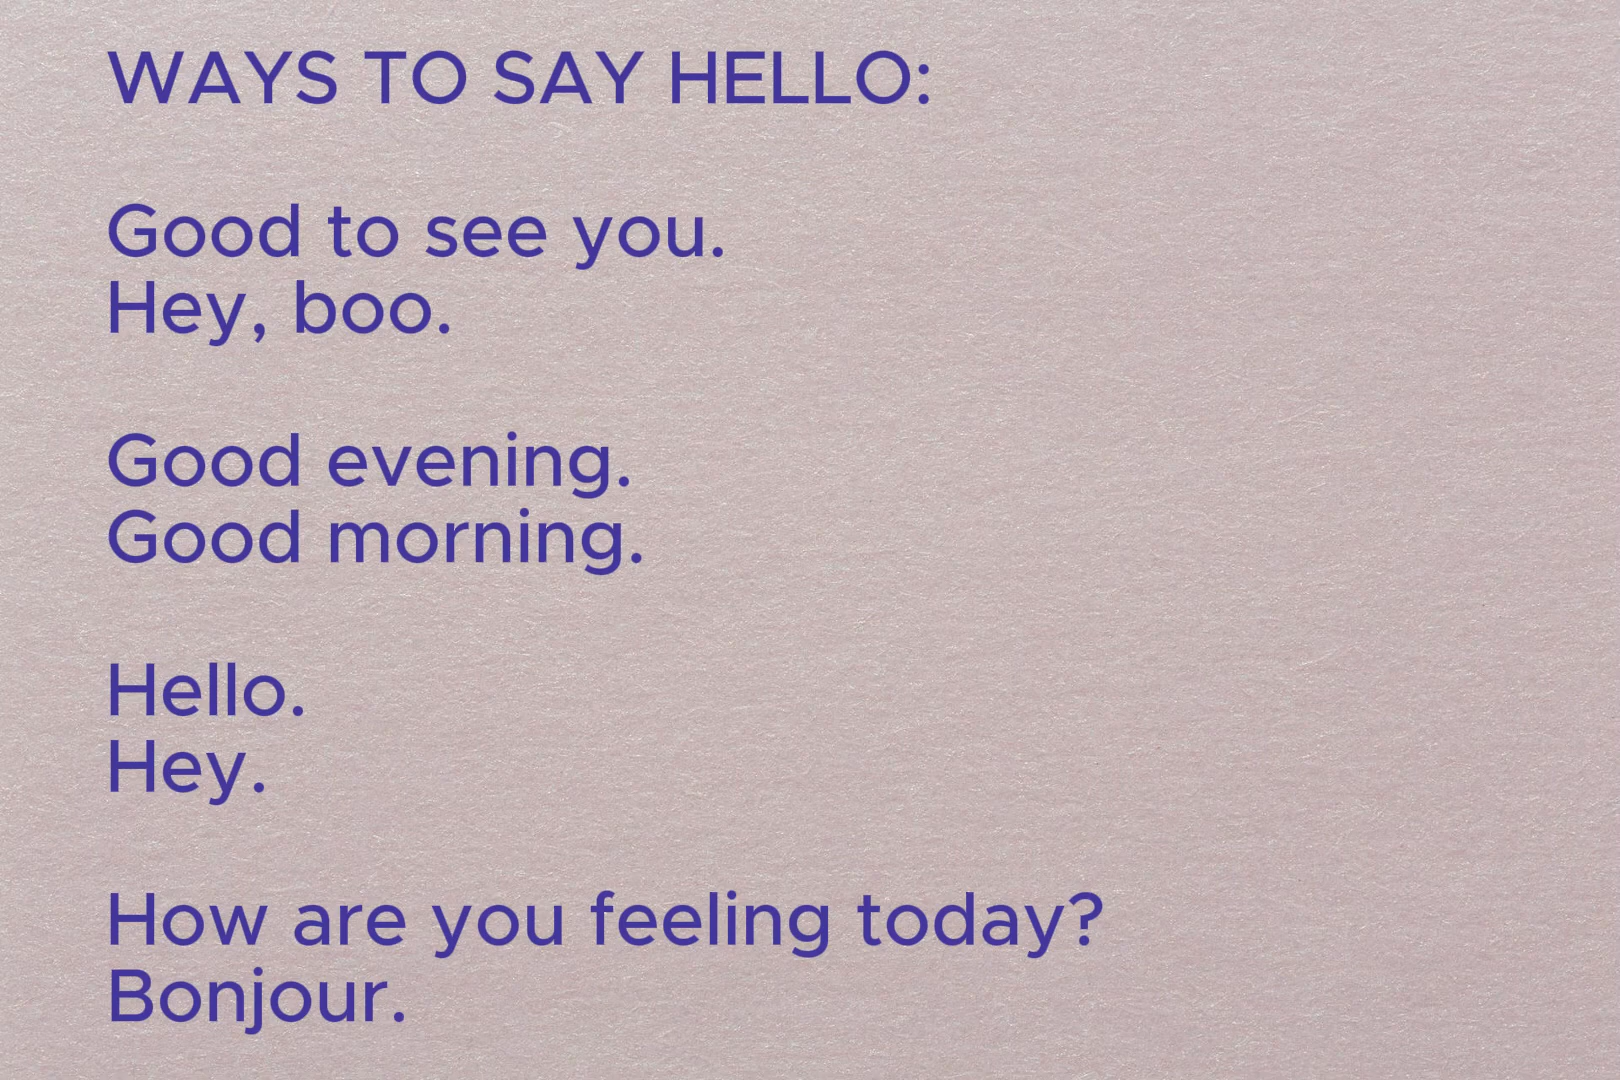 WAYS TO SAY HELLO:
Good to see you.
Hey, boo.
Good evening.
Good morning.
Hello.
Hey.
How are you feeling today?
Bonjour.